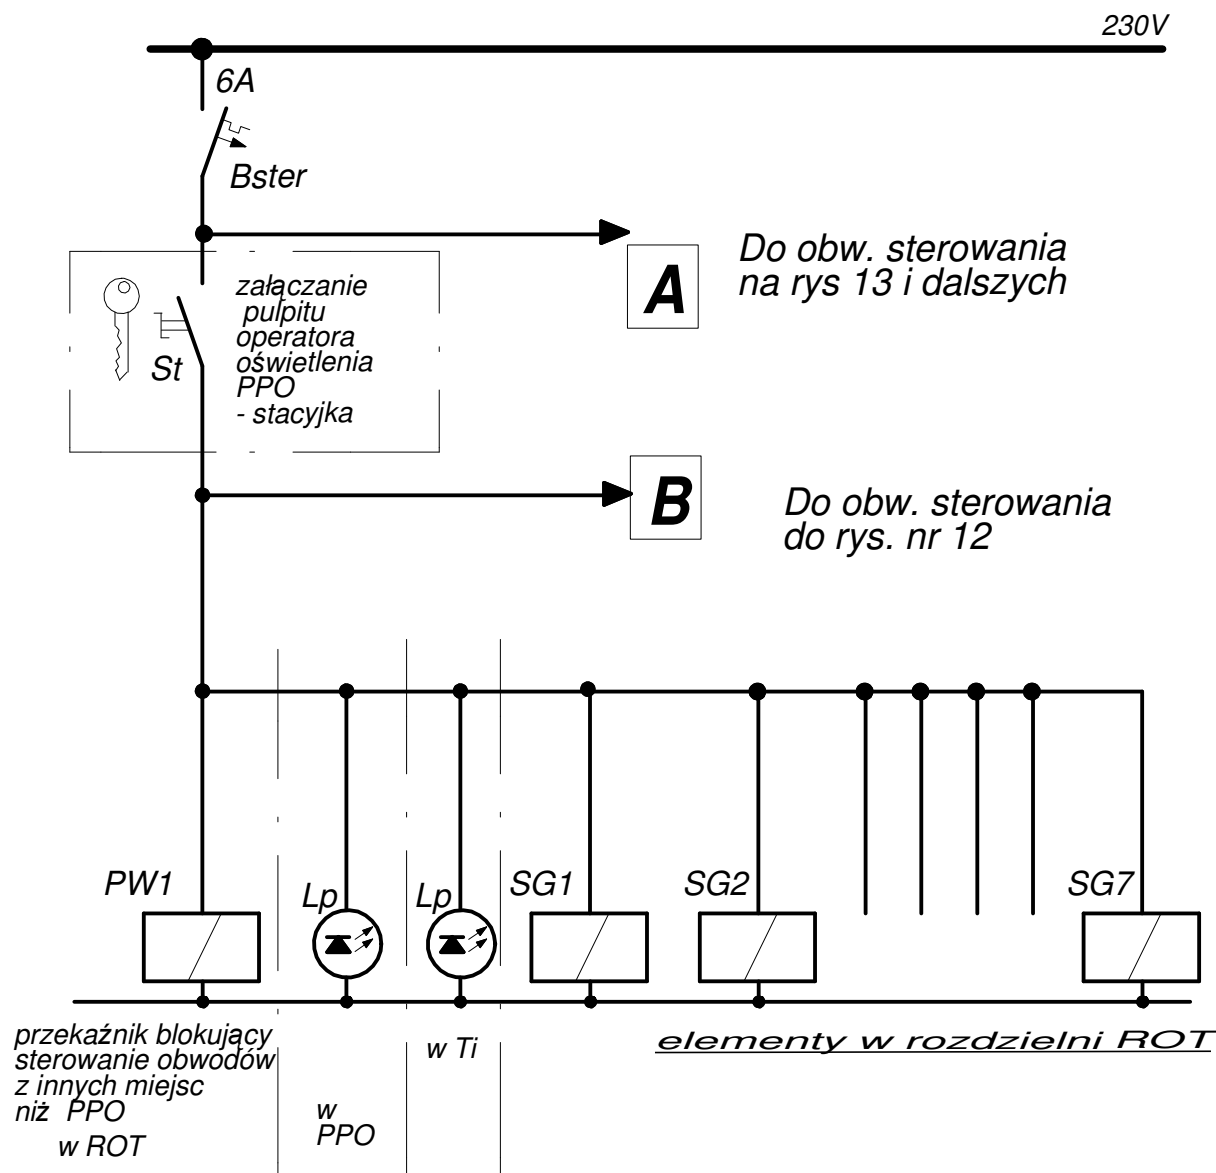 230V
6A
Bster
A
Do obw. sterowania
na rys 13 i dalszych
załączanie
pulpitu
operatora
oświetlenia
PPO
- stacyjka
St
B
Do obw. sterowania
do rys. nr 12
PW1
Lp
Lp
SG1
SG2
SG7
przekaźnik blokujący
sterowanie obwodów
z innych miejsc
niż PPO
w ROT
w
PPO
w Ti
elementy w rozdzielni ROT